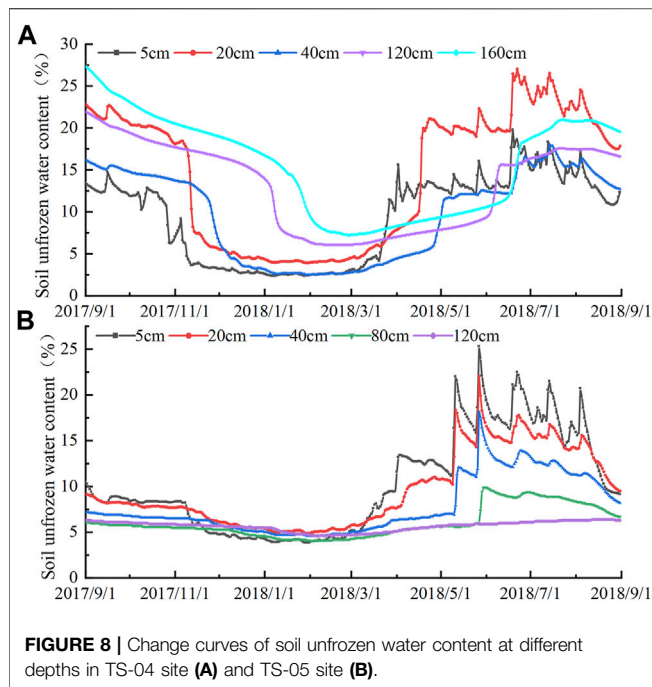 A
5cm 20cm 40cm 120cm 160cm
Soil unfrozen water content (%)
30
25
20
15
10
5
0
2017/9/1 2017/11/1 2018/1/1 2018/3/1 2018/5/1 2018/7/1 2018/9/1
B
5cm 20cm 40cm 80cm 120cm
Soil unfrozen water content (%)
25
20
15
10
5
0
2017/9/1 2017/11/1 2018/1/1 2018/3/1 2018/5/1 2018/7/1 2018/9/1
FIGURE 8 | Change curves of soil unfrozen water content at different
depths in TS-04 site (A) and TS-05 site (B).